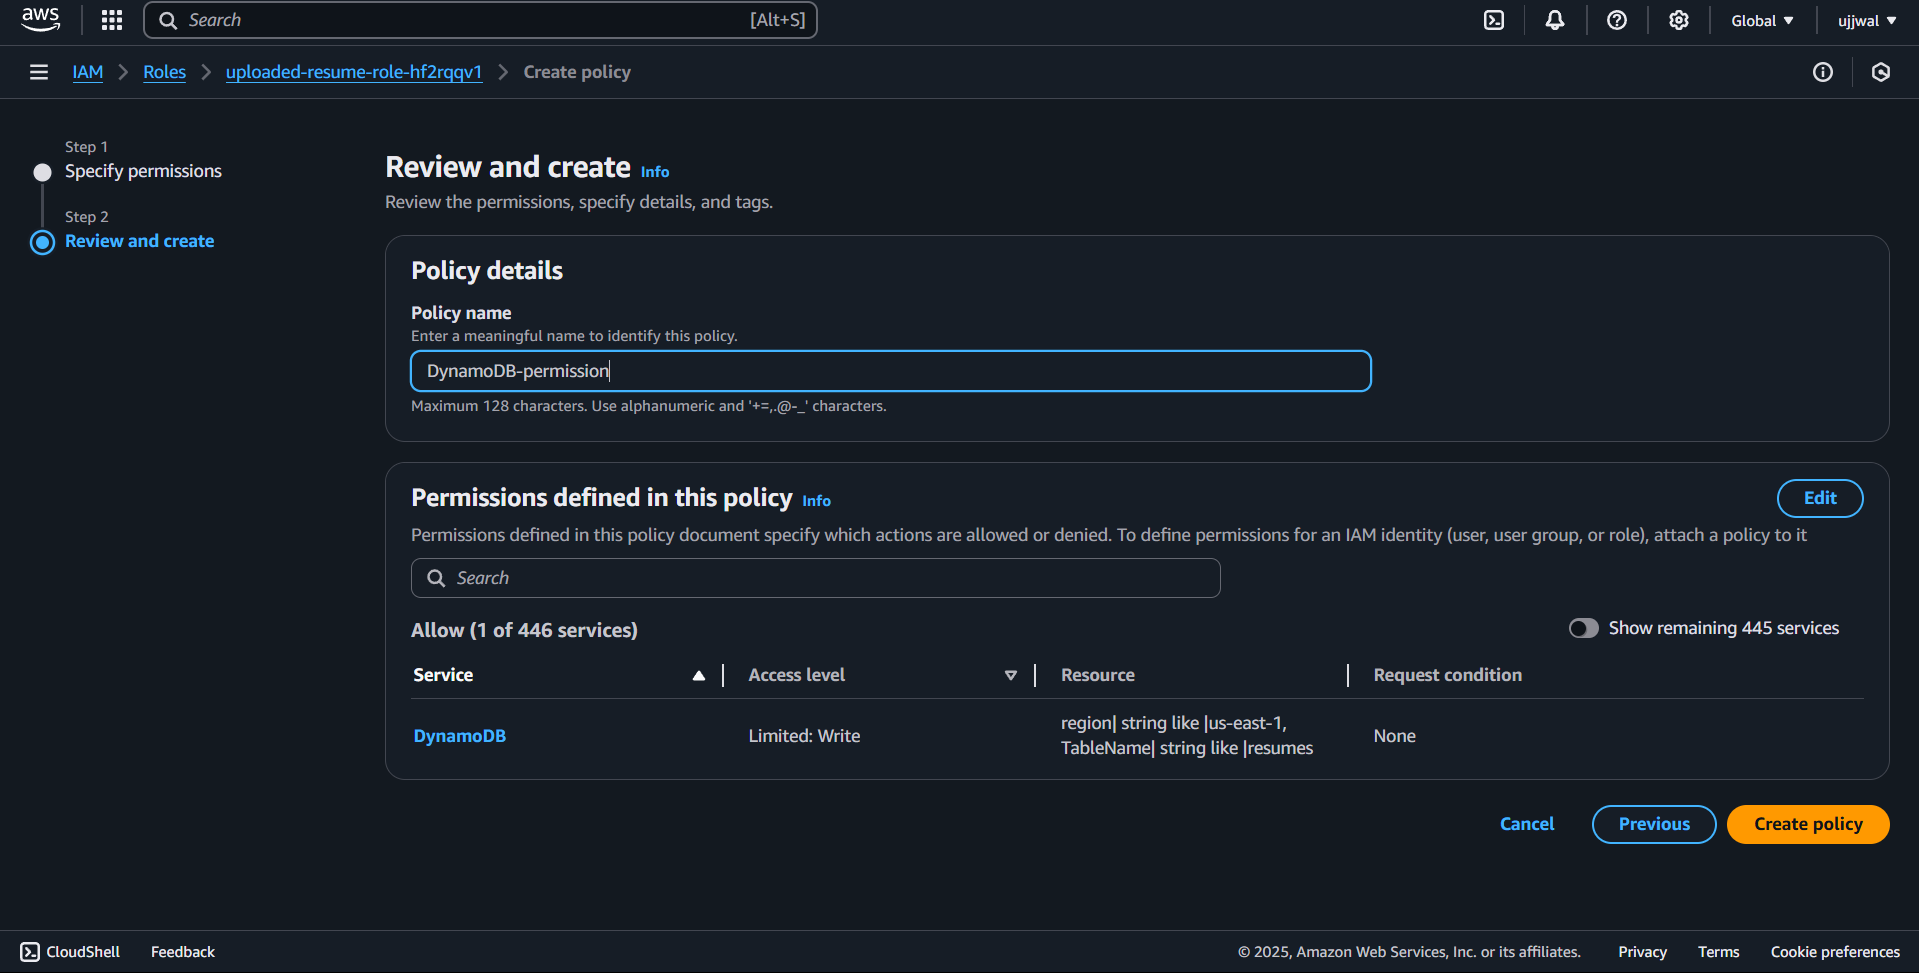 aws
Search [Alt+S]
Global
ujjwal
IAM
Roles
uploaded-resume-role-hf2rqqv1
Create policy
Step 1
Specify permissions
Step 2
Review and create
Review and create Info
Review the permissions, specify details, and tags.
Policy details
Policy name
Enter a meaningful name to identify this policy.
DynamoDB-permission
Maximum 128 characters. Use alphanumeric and '+=,.@-_' characters.
Permissions defined in this policy Info
Edit
Permissions defined in this policy document specify which actions are allowed or denied. To define permissions for an IAM identity (user, user group, or role), attach a policy to it
Search
Allow (1 of 446 services)
Show remaining 445 services
Service Access level Resource Request condition
DynamoDB
Limited: Write
region| string like |us-east-1,
TableName| string like |resumes
None
Cancel
Previous
Create policy
CloudShell
Feedback
© 2025, Amazon Web Services, Inc. or its affiliates.
Privacy
Terms
Cookie preferences